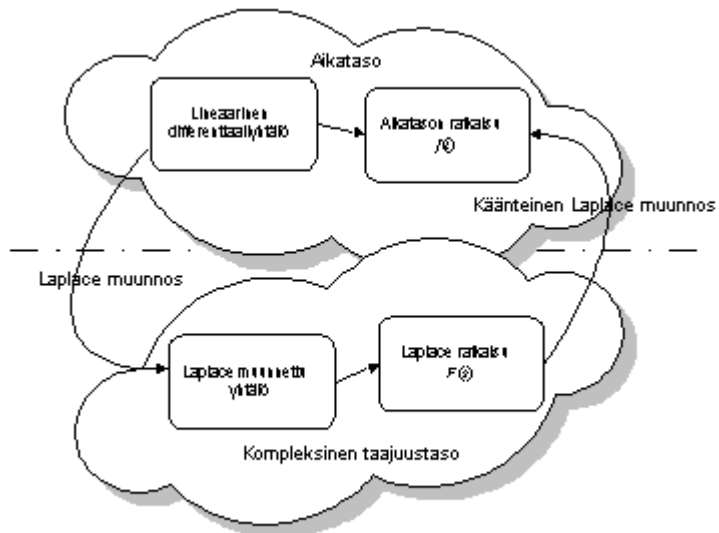 Aikataso
Lineaarinen
differentiaaliyhtälö
Aikatason ratkaisu
f(t)
Käänteinen Laplace muunnos
Laplace muunnos
Laplace muunnettu
yhtälö
Laplace ratkaisu
F(s)
Kompleksinen taajuustaso